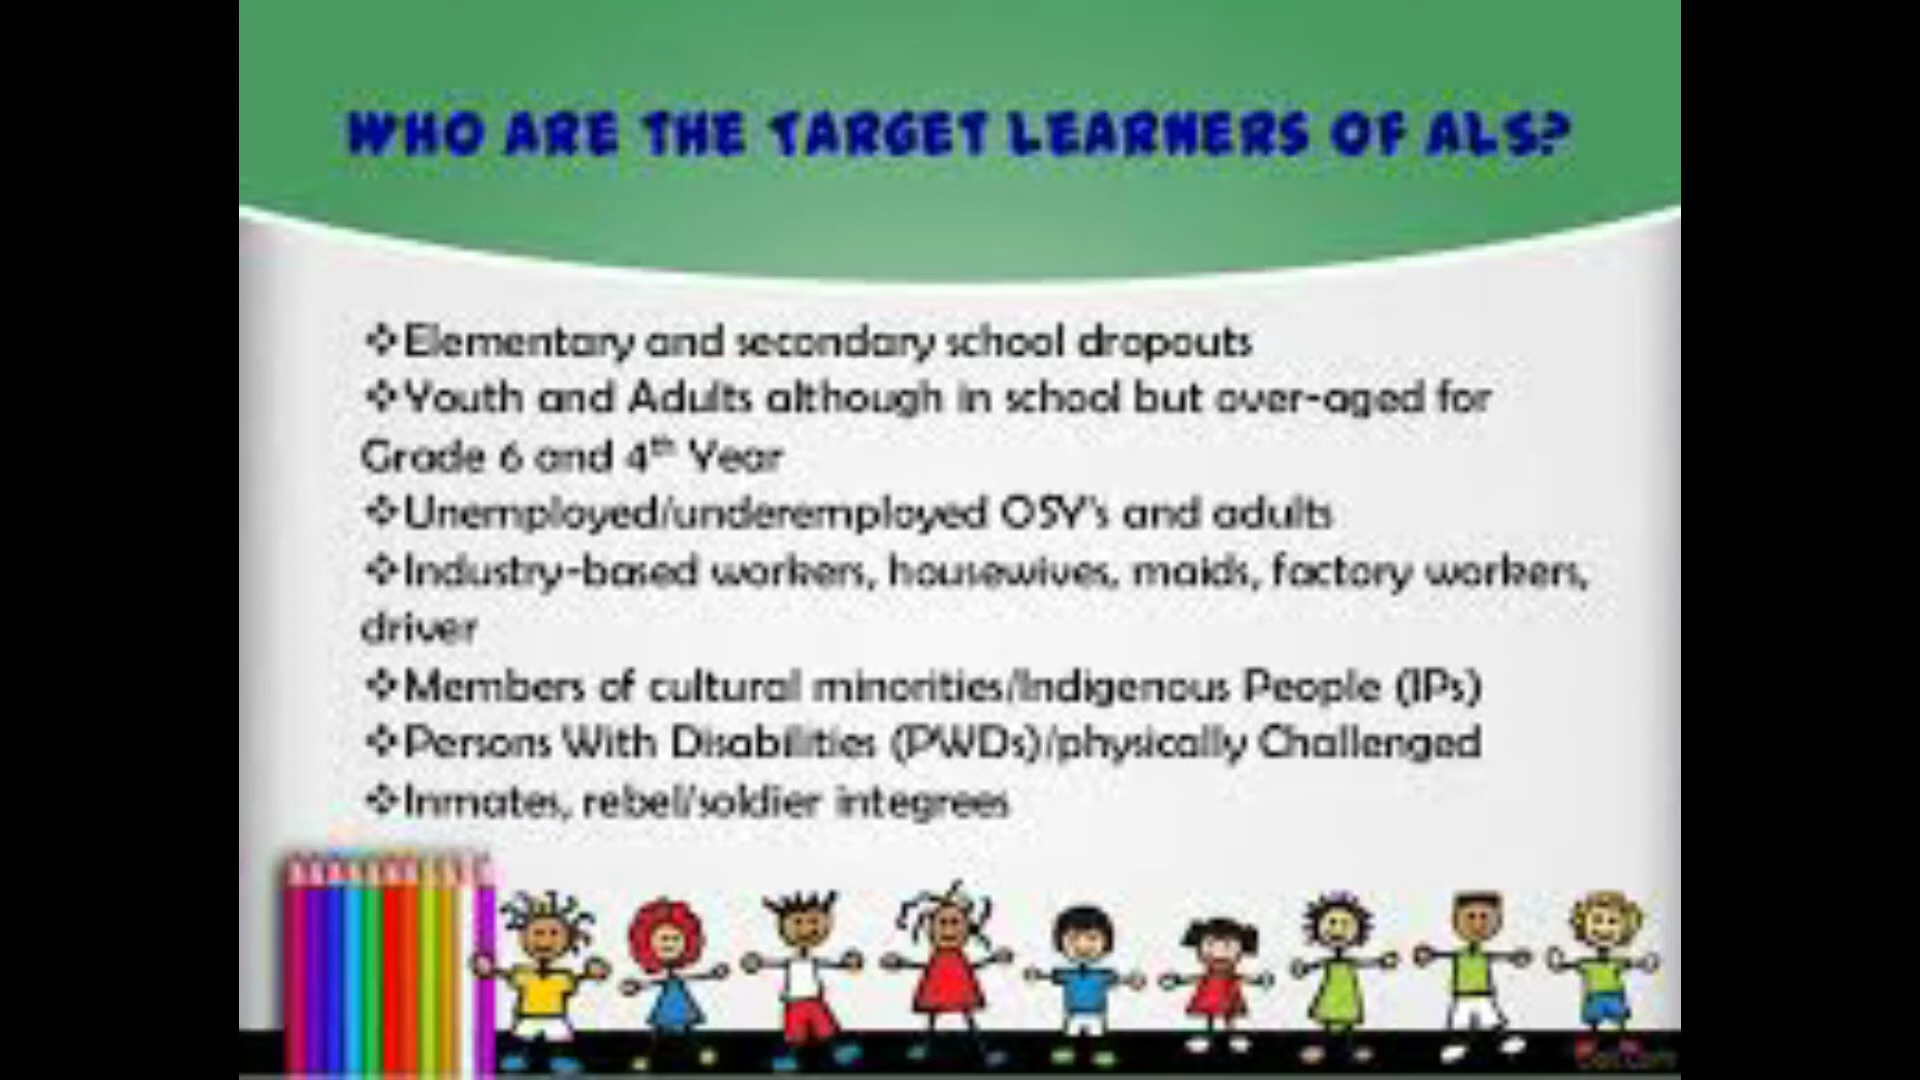 WHO ARE THE TARGET LEARNERS OF ALS?
❖Elementary and secondary school dropouts
❖Youth and Adults although in school but over-aged for
Grade 6 and 4th Year
❖Unemployed/underemployed OSY's and adults
❖Industry-based workers, housewives, maids, factory workers,
driver
❖Members of cultural minorities/Indigenous People (IPs)
❖Persons With Disabilities (PWDs)/physically Challenged
❖Inmates, rebel/soldier integrees